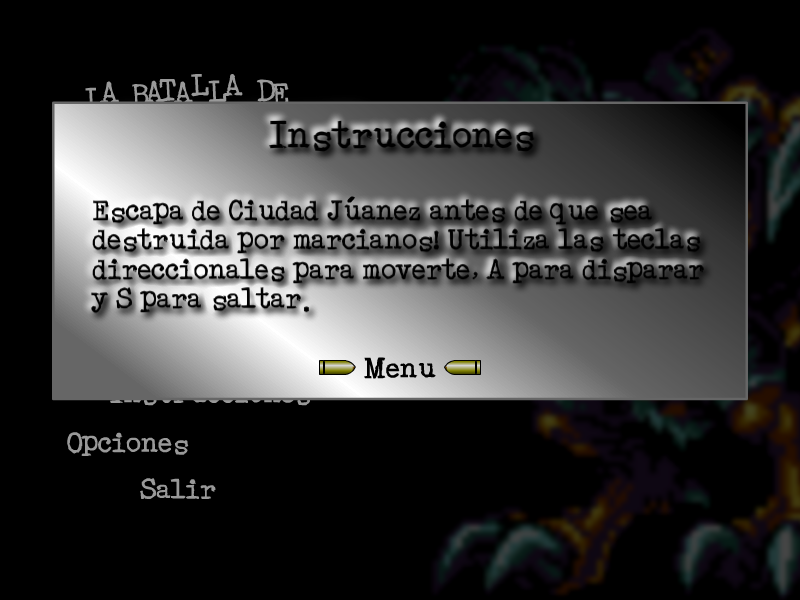 LA BATALLA DE
Instrucciones
Escapa de Ciudad Júanez antes de que sea
destruida por marcianos! Utiliza las teclas
direccionales para moverte, A para disparar
y S para saltar.
Menu
Instrucciones
Opciones
Salir